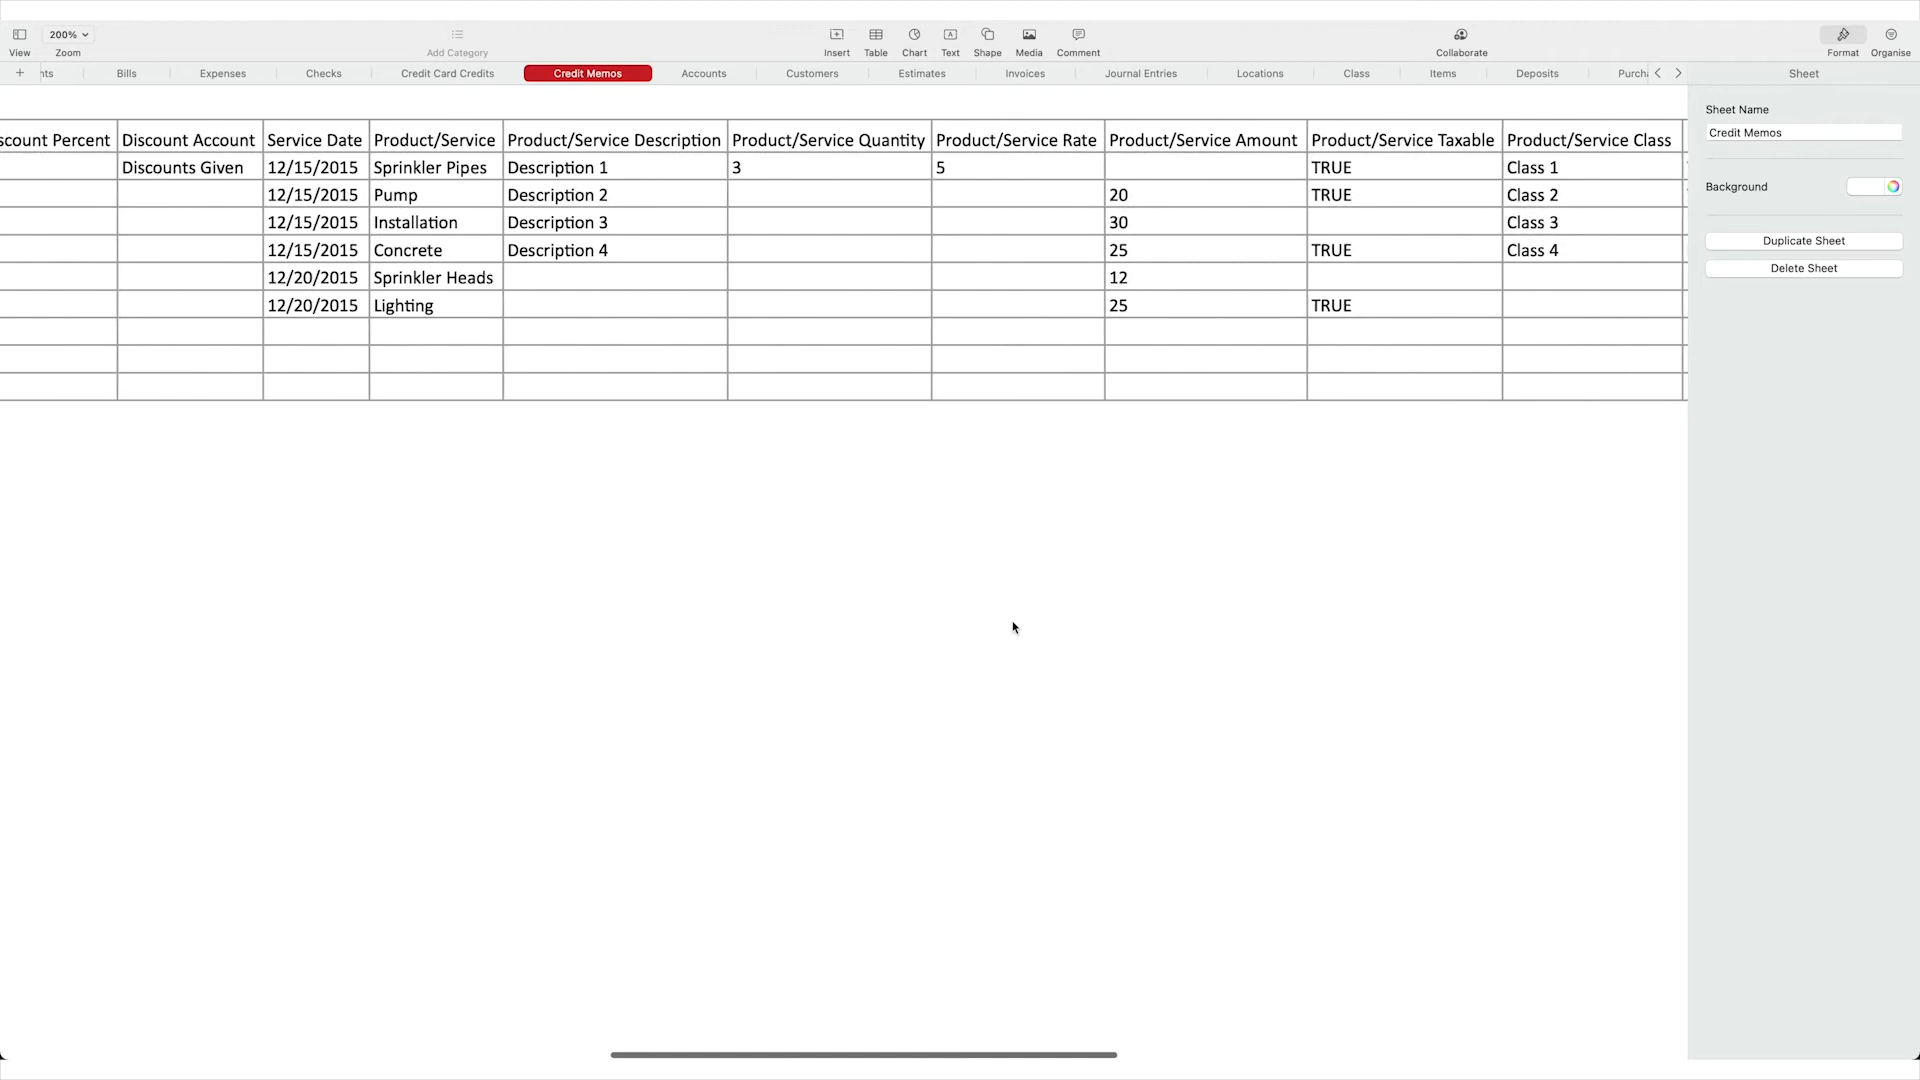 200%
View Zoom Add Category Insert Table Chart Text Shape Media Comment Collaborate Format Organise
nts Bills Expenses Checks Credit Card Credits Credit Memos Accounts Customers Estimates Invoices Journal Entries Locations Class Items Deposits Purcha Sheet
Sheet Name
Credit Memos
Background
Duplicate Sheet
Delete Sheet
scount Percent Discount Account Service Date Product/Service Product/Service Description Product/Service Quantity Product/Service Rate Product/Service Amount Product/Service Taxable Product/Service Class
Discounts Given 12/15/2015 Sprinkler Pipes Description 1 3 5 TRUE Class 1
12/15/2015 Pump Description 2 20 TRUE Class 2
12/15/2015 Installation Description 3 30 Class 3
12/15/2015 Concrete Description 4 25 TRUE Class 4
12/20/2015 Sprinkler Heads 12
12/20/2015 Lighting 25 TRUE